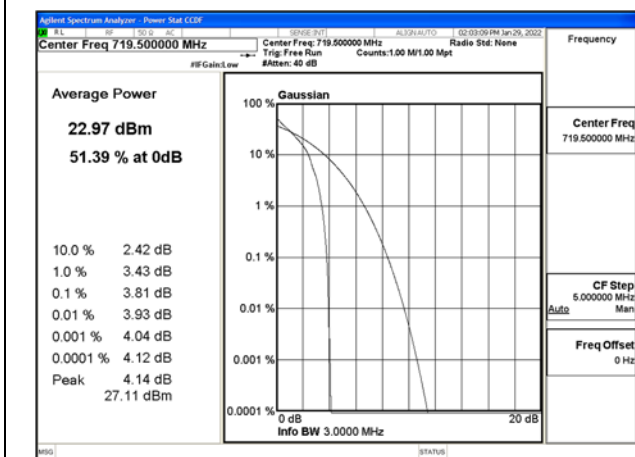 Agilent Spectrum Analyzer - Power Stat CCDF
RL RF 50 Ω AC SENSE:INT ALIGN AUTO 02:03:09 PM Jan 29, 2022
Center Freq 719.500000 MHz
Center Freq: 719.500000 MHz Radio Std: None
Trig: Free Run Counts:1.00 M/1.00 Mpt
#IFGain:Low #Atten: 40 dB
Frequency
Average Power
22.97 dBm
51.39 % at 0dB
10.0 % 2.42 dB
1.0 % 3.43 dB
0.1 % 3.81 dB
0.01 % 3.93 dB
0.001 % 4.04 dB
0.0001 % 4.12 dB
Peak 4.14 dB
27.11 dBm
Gaussian
100 %
10 %
1 %
0.1 %
0.01 %
0.001 %
0.0001 %
0 dB 20 dB
Info BW 3.0000 MHz
Center Freq
719.500000 MHz
CF Step
5.000000 MHz
Auto Man
Freq Offset
0 Hz
MSG STATUS